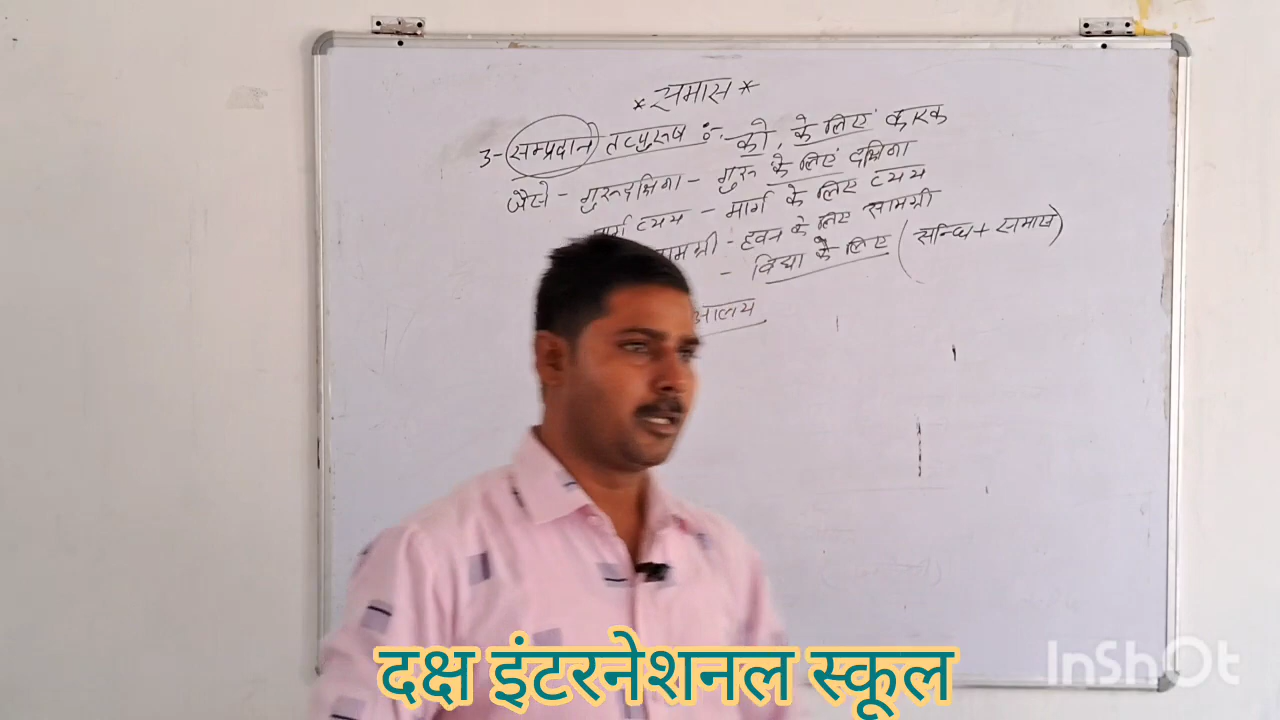 * समास *
3- सम्प्रदान तत्पुरुष :- को, के लिए कारक
जैसे - गुरुदक्षिणा - गुरु के लिए दक्षिणा
व्यय - मार्ग के लिए व्यय
- हवन के लिए सामग्री
- विद्या के लिए (सन्धि + समास)
आलय
दक्ष इंटरनेशनल स्कूल
InShOt